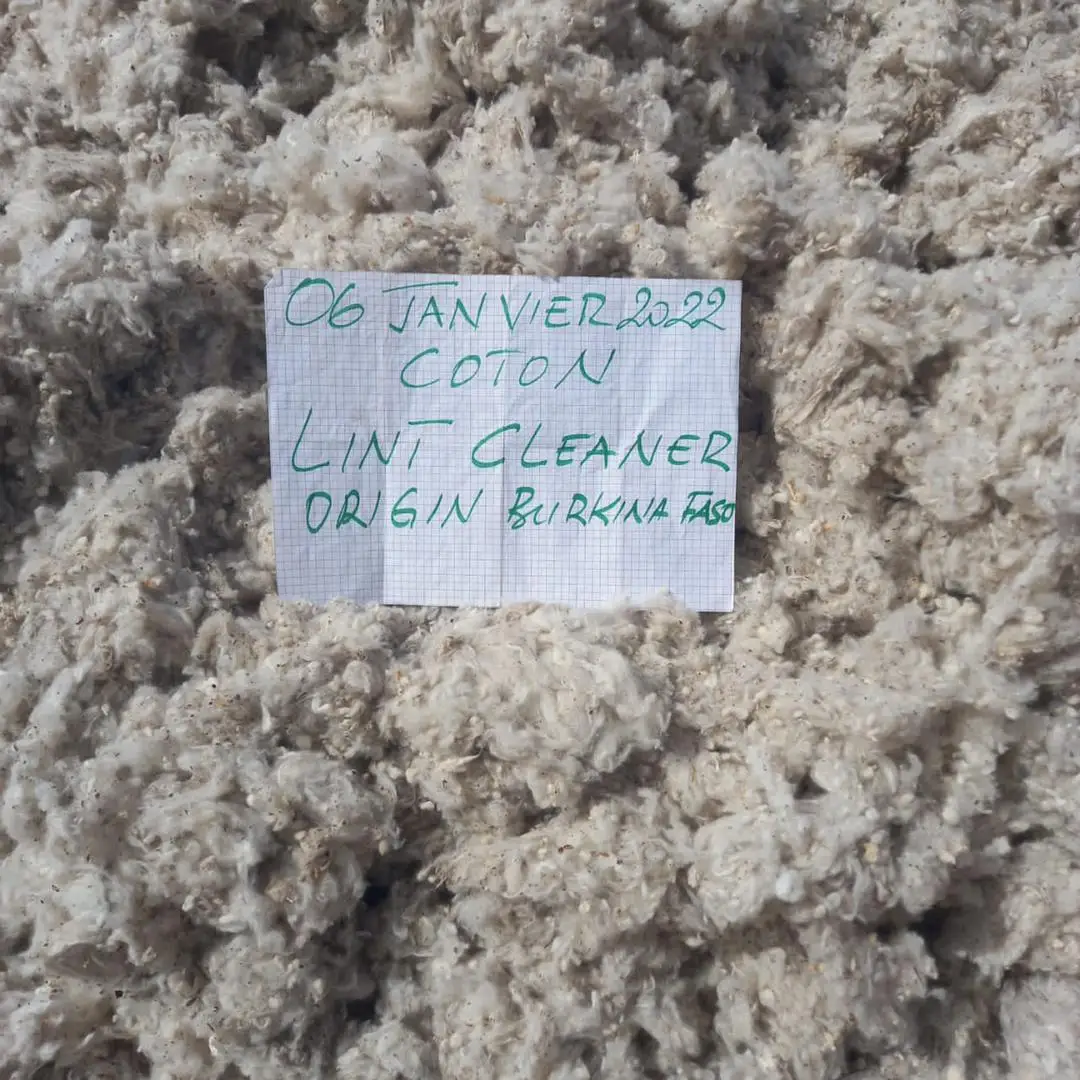 06 JANVIER 2022
COTON
LINT CLEANER
ORIGIN BURKINA FASO